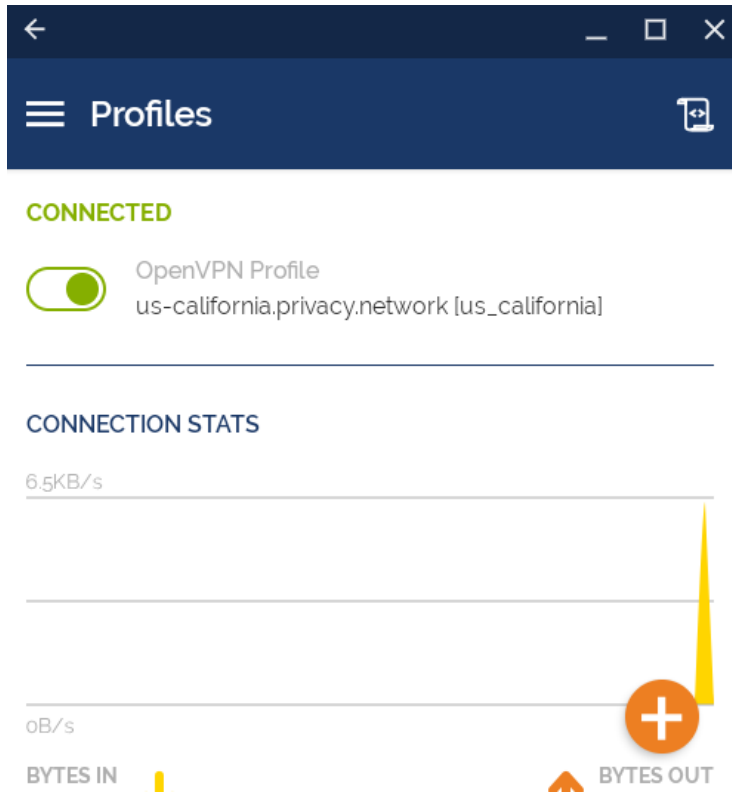 Profiles
CONNECTED
OpenVPN Profile
us-california.privacy.network [us_california]
CONNECTION STATS
6.5KB/s
0B/s
BYTES IN
BYTES OUT